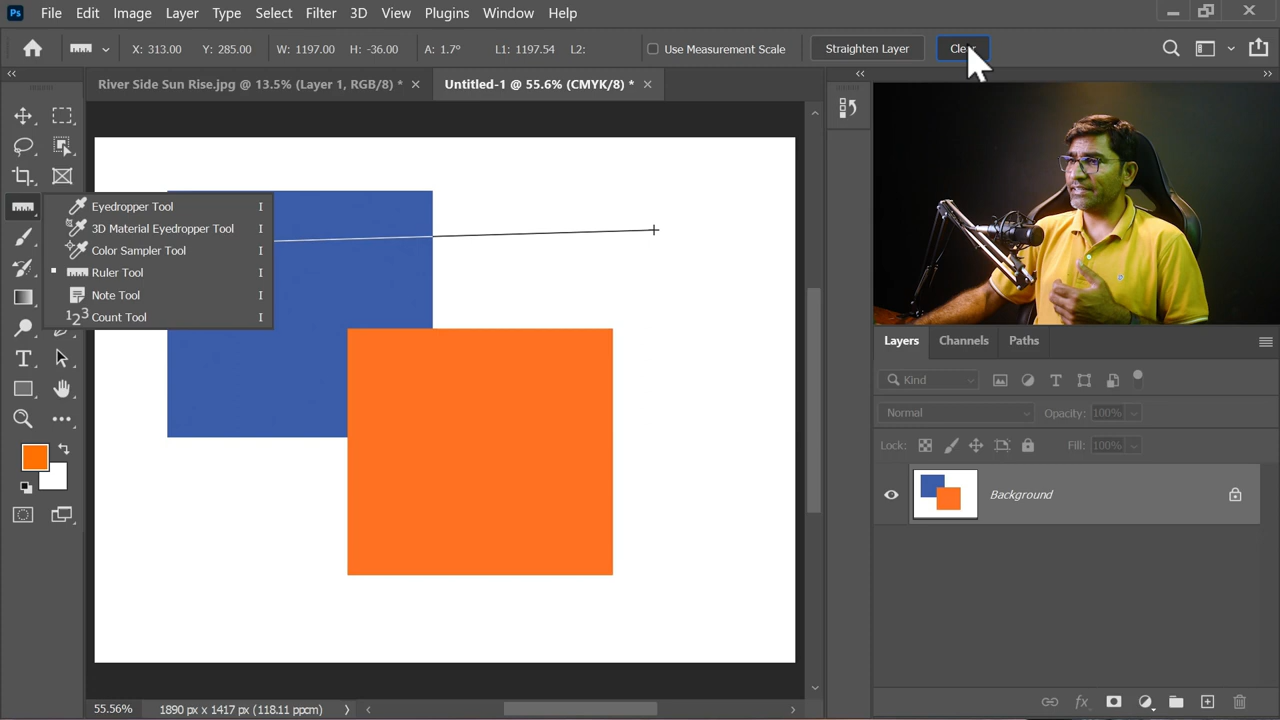 Ps File Edit Image Layer Type Select Filter 3D View Plugins Window Help
X: 313.00 Y: 285.00 W: 1197.00 H: -36.00 A: 1.7° L1: 1197.54 L2: Use Measurement Scale Straighten Layer
River Side Sun Rise.jpg @ 13.5% (Layer 1, RGB/8) * Untitled-1 @ 55.6% (CMYK/8) *
Eyedropper Tool I
3D Material Eyedropper Tool I
Color Sampler Tool I
Ruler Tool I
Note Tool I
Count Tool I
Layers Channels Paths
Kind
Normal Opacity: 100%
Lock: Fill: 100%
Background
55.56% 1890 px x 1417 px (118.11 ppcm)